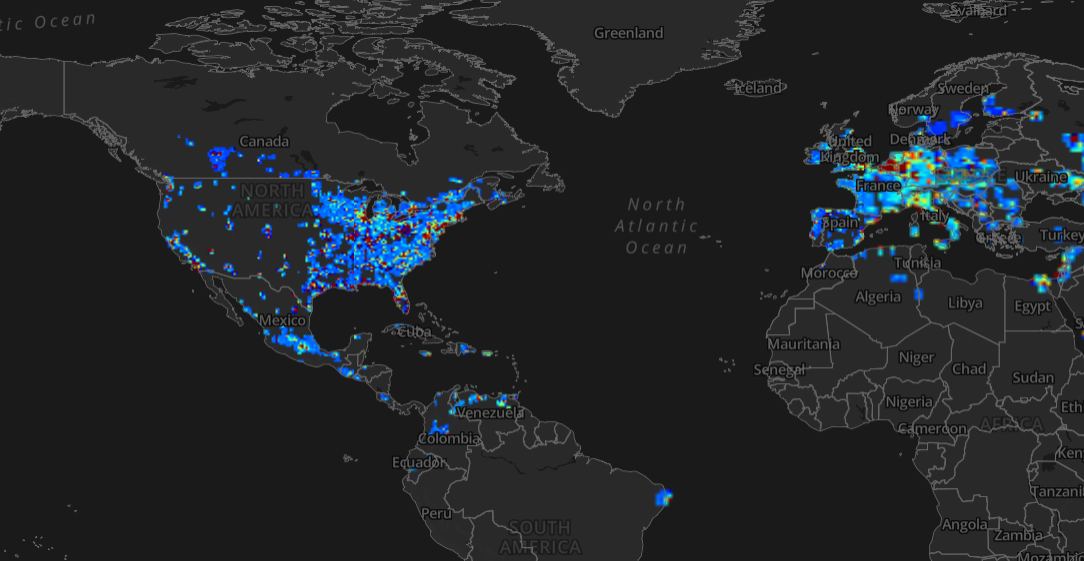 tic Ocean
Greenland
Svalbard
Iceland
Sweden
Norway
Canada
United
Kingdom
Denmark
NORTH
AMERICA
France
Ukraine
North
Atlantic
Ocean
Spain
Italy
Greece
Turkey
Morocco
Tunisia
Algeria
Libya
Egypt
Mexico
Cuba
Mauritania
Senegal
Niger
Chad
Sudan
Nigeria
Eth
Venezuela
Cameroon
AFRICA
Colombia
Ken
Ecuador
Tanzani
Peru
SOUTH
AMERICA
Angola
Zambia
Mozambi